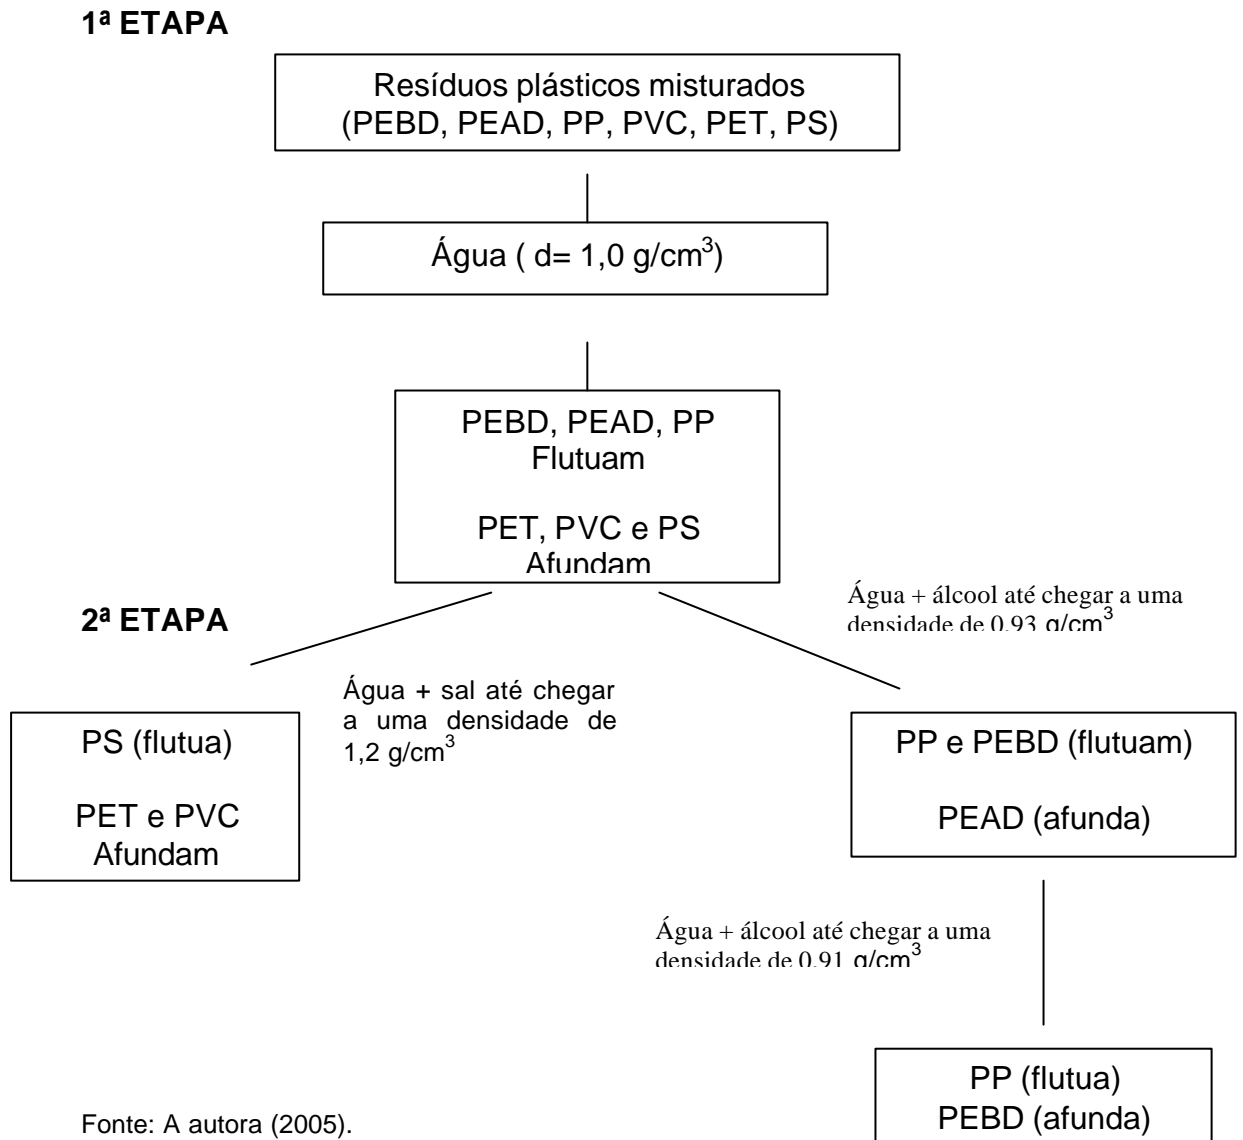 1ª ETAPA
Resíduos plásticos misturados
(PEBD, PEAD, PP, PVC, PET, PS)
Água ( d= 1,0 g/cm³)
PEBD, PEAD, PP
Flutuam
PET, PVC e PS
Afundam
2ª ETAPA
Água + álcool até chegar a uma
densidade de 0,93 g/cm³
Água + sal até chegar
a uma densidade de
1,2 g/cm³
PS (flutua)
PET e PVC
Afundam
PP e PEBD (flutuam)
PEAD (afunda)
Água + álcool até chegar a uma
densidade de 0,91 g/cm³
PP (flutua)
PEBD (afunda)
Fonte: A autora (2005).